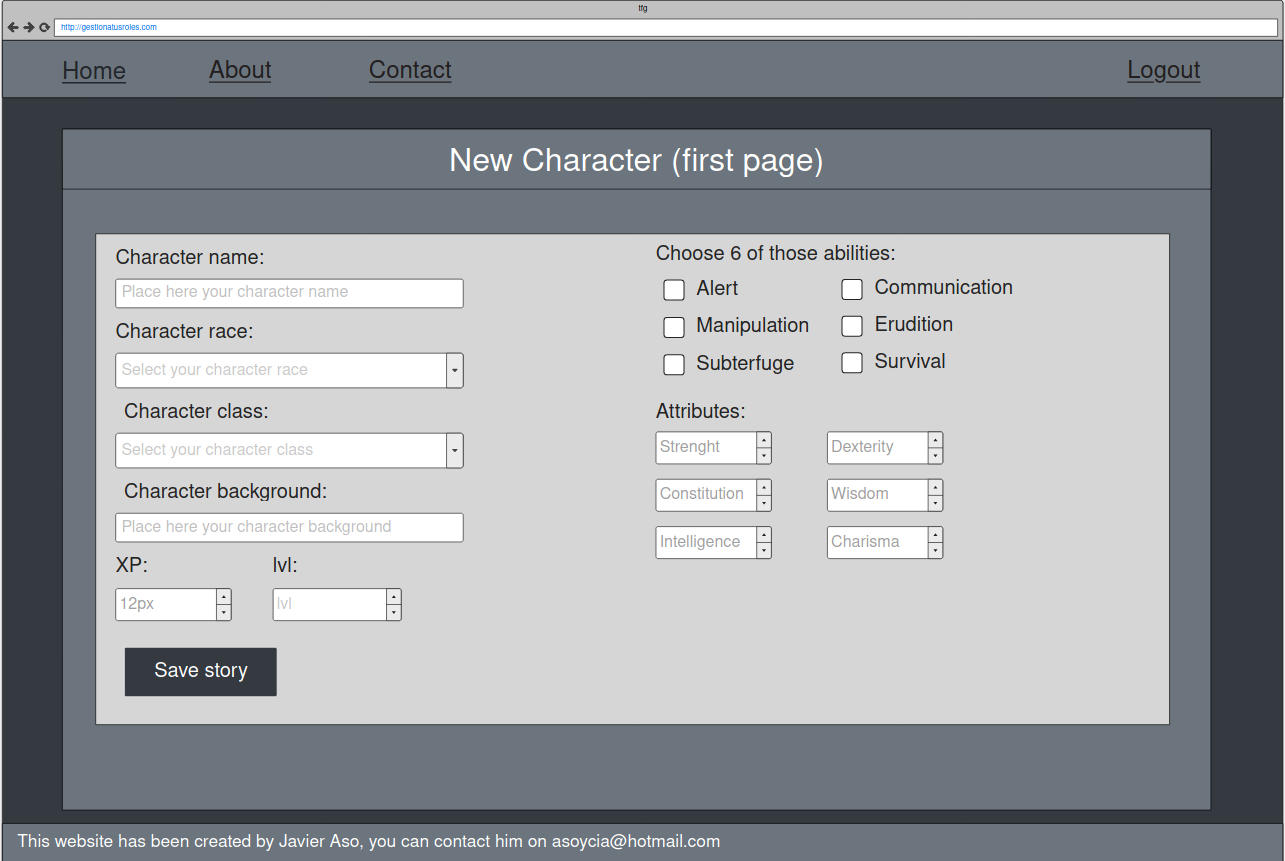 tfg
http://gestionatusroles.com
Home About Contact Logout
New Character (first page)
Character name:
Place here your character name
Character race:
Select your character race
Character class:
Select your character class
Character background:
Place here your character background
XP: lvl:
12px lvl
Save story
Choose 6 of those abilities:
Alert Communication
Manipulation Erudition
Subterfuge Survival
Attributes:
Strenght Dexterity
Constitution Wisdom
Intelligence Charisma
This website has been created by Javier Aso, you can contact him on asoycia@hotmail.com